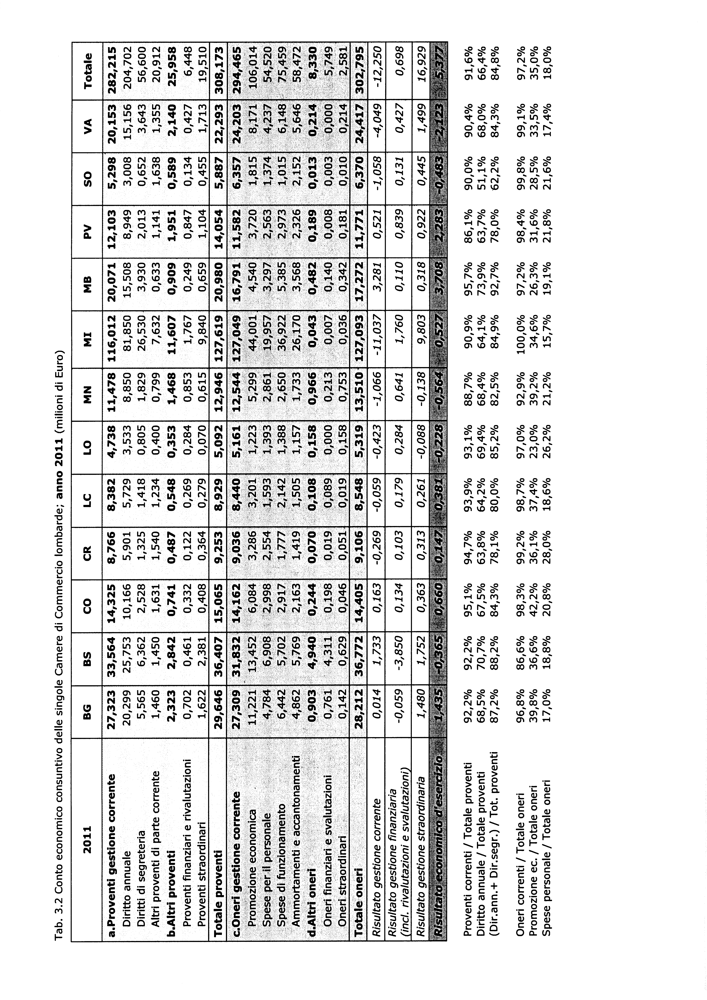 Tab. 3.2 Conto economico consuntivo delle singole Camere di Commercio lombarde; anno 2011 (milioni di Euro)
2011 BG BS CO CR LC LO MN MI MB PV SO VA Totale
a.Proventi gestione corrente 27,323 33,564 14,325 8,766 8,382 4,738 11,478 116,012 20,071 12,103 5,298 20,153 282,215
Diritto annuale 20,299 25,753 10,166 5,901 5,729 3,533 8,850 81,850 15,508 8,949 3,008 15,156 204,702
Diritti di segreteria 5,565 6,362 2,528 1,325 1,418 0,805 1,829 26,530 3,930 2,013 0,652 3,643 56,600
Altri proventi di parte corrente 1,460 1,450 1,631 1,540 1,234 0,400 0,799 7,632 0,633 1,141 1,638 1,355 20,912
b.Altri proventi 2,323 2,842 0,741 0,487 0,548 0,353 1,468 11,607 0,909 1,951 0,589 2,140 25,958
Proventi finanziari e rivalutazioni 0,702 0,461 0,332 0,122 0,269 0,284 0,853 1,767 0,249 0,847 0,134 0,427 6,448
Proventi straordinari 1,622 2,381 0,408 0,364 0,279 0,070 0,615 9,840 0,659 1,104 0,455 1,713 19,510
Totale proventi 29,646 36,407 15,065 9,253 8,929 5,092 12,946 127,619 20,980 14,054 5,887 22,293 308,173
c.Oneri gestione corrente 27,309 31,832 14,162 9,036 8,440 5,161 12,544 127,049 16,791 11,582 6,357 24,203 294,465
Promozione economica 11,221 13,452 6,084 3,286 3,201 1,223 5,299 44,001 4,540 3,720 1,815 8,171 106,014
Spese per il personale 4,784 6,908 2,998 2,554 1,593 1,393 2,861 19,957 3,297 2,563 1,374 4,237 54,520
Spese di funzionamento 6,442 5,702 2,917 1,777 2,142 1,388 2,650 36,922 5,385 2,973 1,015 6,148 75,459
Ammortamenti e accantonamenti 4,862 5,769 2,163 1,419 1,505 1,157 1,733 26,170 3,568 2,326 2,152 5,646 58,472
d.Altri oneri 0,903 4,940 0,244 0,070 0,108 0,158 0,966 0,043 0,482 0,189 0,013 0,214 8,330
Oneri finanziari e svalutazioni 0,761 4,311 0,198 0,019 0,089 0,000 0,213 0,007 0,140 0,008 0,003 0,000 5,749
Oneri straordinari 0,142 0,629 0,046 0,051 0,019 0,158 0,753 0,036 0,342 0,181 0,010 0,214 2,581
Totale oneri 28,212 36,772 14,405 9,106 8,548 5,319 13,510 127,093 17,272 11,771 6,370 24,417 302,795
Risultato gestione corrente 0,014 1,733 0,163 -0,269 -0,059 -0,423 -1,066 -11,037 3,281 0,521 -1,058 -4,049 -12,250
Risultato gestione finanziaria
(incl. rivalutazioni e svalutazioni) -0,059 -3,850 0,134 0,103 0,179 0,284 0,641 1,760 0,110 0,839 0,131 0,427 0,698
Risultato gestione straordinaria 1,480 1,752 0,363 0,313 0,261 -0,088 -0,138 9,803 0,318 0,922 0,445 1,499 16,929
Risultato economico d'esercizio 1,435 -0,365 0,660 0,147 0,381 -0,228 -0,564 0,527 3,708 2,283 -0,483 -2,123 5,377
Proventi correnti / Totale proventi 92,2% 92,2% 95,1% 94,7% 93,9% 93,1% 88,7% 90,9% 95,7% 86,1% 90,0% 90,4% 91,6%
Diritto annuale / Totale proventi 68,5% 70,7% 67,5% 63,8% 64,2% 69,4% 68,4% 64,1% 73,9% 63,7% 51,1% 68,0% 66,4%
(Dir.ann.+ Dir.segr.) / Tot. proventi 87,2% 88,2% 84,3% 78,1% 80,0% 85,2% 82,5% 84,9% 92,7% 78,0% 62,2% 84,3% 84,8%
Oneri correnti / Totale oneri 96,8% 86,6% 98,3% 99,2% 98,7% 97,0% 92,9% 100,0% 97,2% 98,4% 99,8% 99,1% 97,2%
Promozione ec. / Totale oneri 39,8% 36,6% 42,2% 36,1% 37,4% 23,0% 39,2% 34,6% 26,3% 31,6% 28,5% 33,5% 35,0%
Spese personale / Totale oneri 17,0% 18,8% 20,8% 28,0% 18,6% 26,2% 21,2% 15,7% 19,1% 21,8% 21,6% 17,4% 18,0%